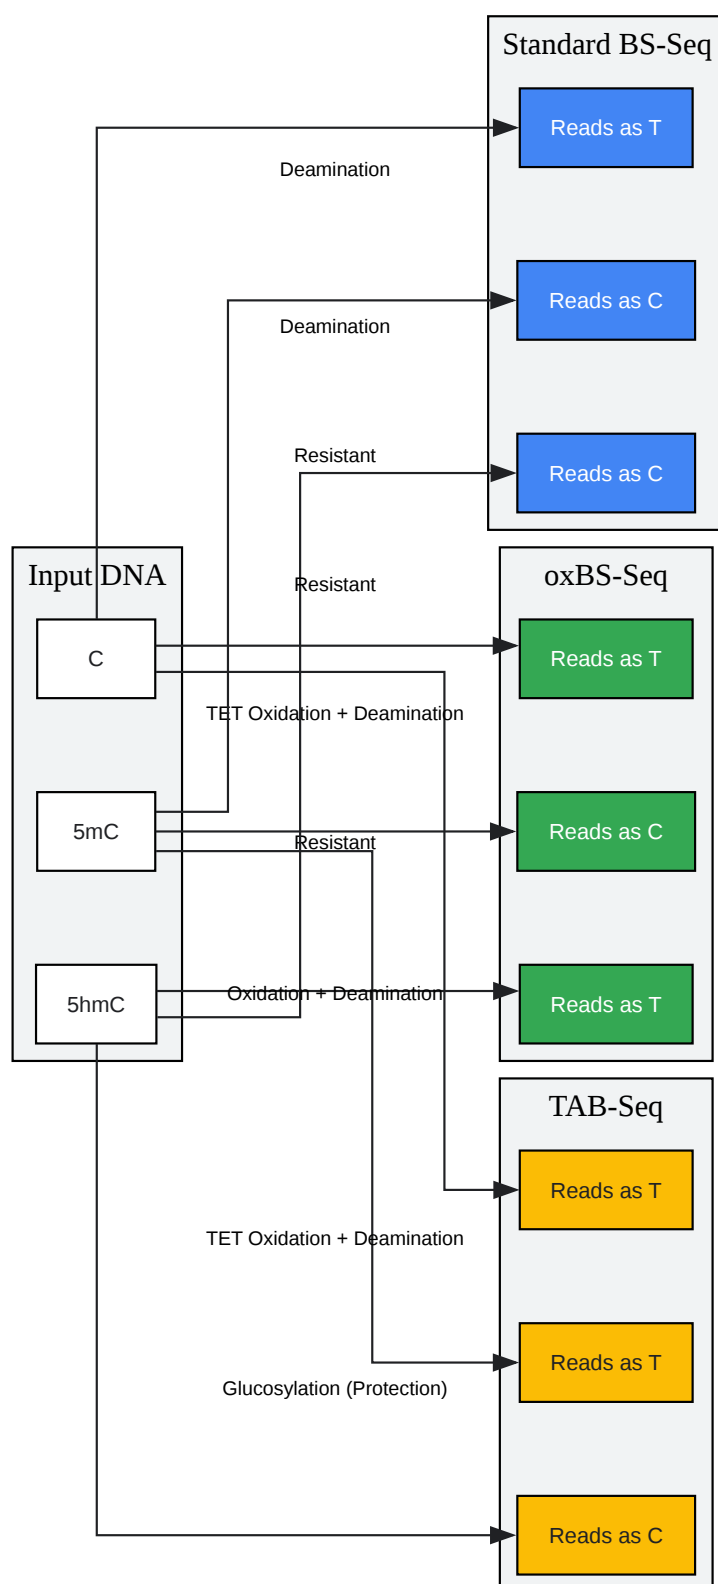 Standard BS-Seq
Reads as T
Deamination
Reads as C
Deamination
Resistant
Reads as C
Input DNA
oxBS-Seq
Resistant
C
Reads as T
TET Oxidation + Deamination
5mC
Reads as C
Resistant
5hmC
Oxidation + Deamination
Reads as T
TAB-Seq
Reads as T
TET Oxidation + Deamination
Reads as T
Glucosylation (Protection)
Reads as C